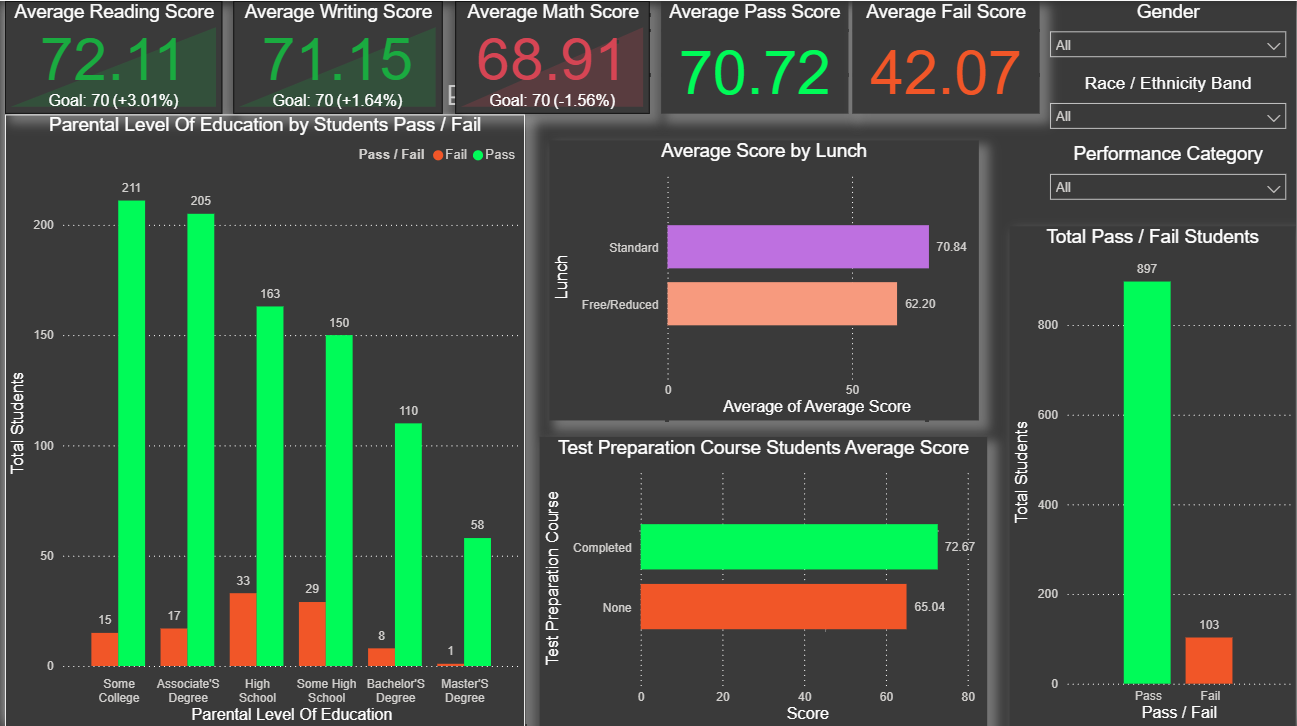 Average Reading Score
72.11
Goal: 70 (+3.01%)
Average Writing Score
71.15
Goal: 70 (+1.64%)
Average Math Score
68.91
Goal: 70 (-1.56%)
Average Pass Score
70.72
Average Fail Score
42.07
Gender
All
Race / Ethnicity Band
All
Performance Category
All
Parental Level Of Education by Students Pass / Fail
Pass / Fail Fail Pass
Total Students
200
150
100
50
0
15 211
17 205
33 163
29 150
8 110
1 58
Some
College
Associate'S
Degree
High
School
Some High
School
Bachelor'S
Degree
Master'S
Degree
Parental Level Of Education
Average Score by Lunch
Lunch
Standard 70.84
Free/Reduced 62.20
0 50
Average of Average Score
Test Preparation Course Students Average Score
Test Preparation Course
Completed 72.67
None 65.04
0 20 40 60 80
Score
Total Pass / Fail Students
Total Students
800
600
400
200
0
897
103
Pass Fail
Pass / Fail